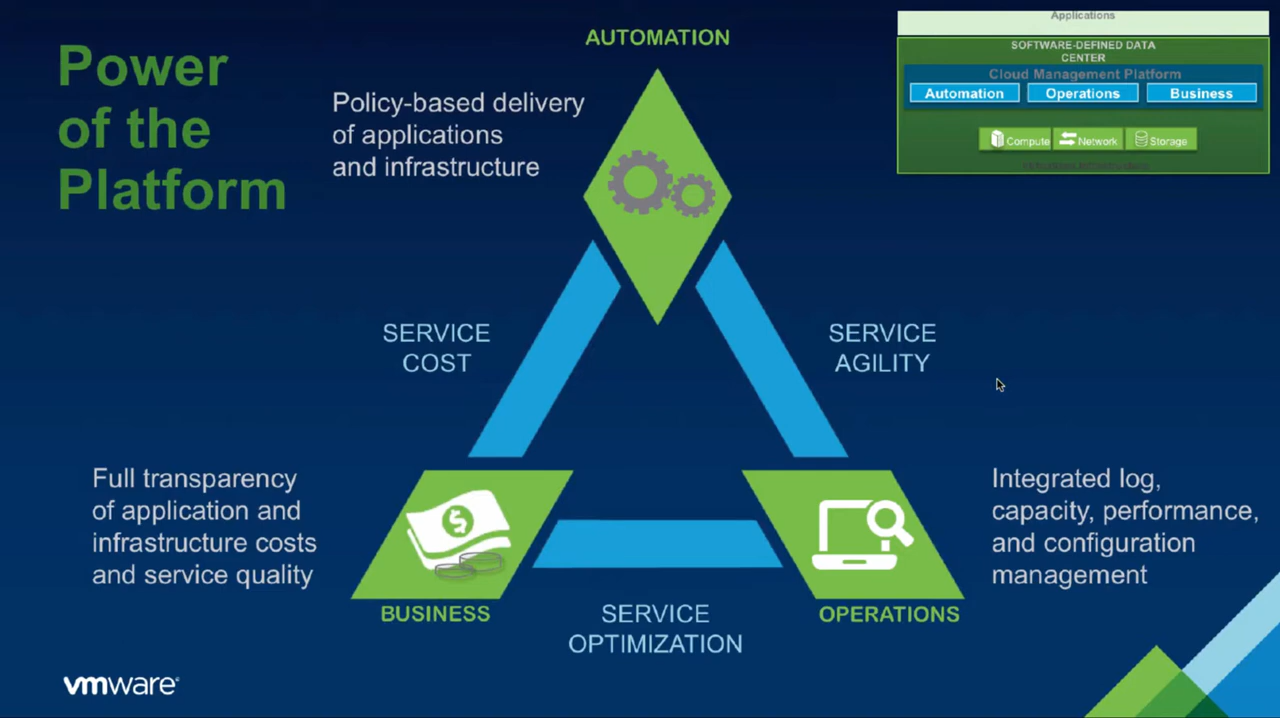 Power
of the
Platform
AUTOMATION
Policy-based delivery
of applications
and infrastructure
Applications
SOFTWARE-DEFINED DATA
CENTER
Cloud Management Platform
Automation
Operations
Business
Compute
Network
Storage
SERVICE
COST
SERVICE
AGILITY
Full transparency
of application and
infrastructure costs
and service quality
$
BUSINESS
SERVICE
OPTIMIZATION
OPERATIONS
Integrated log,
capacity, performance,
and configuration
management
vmware®